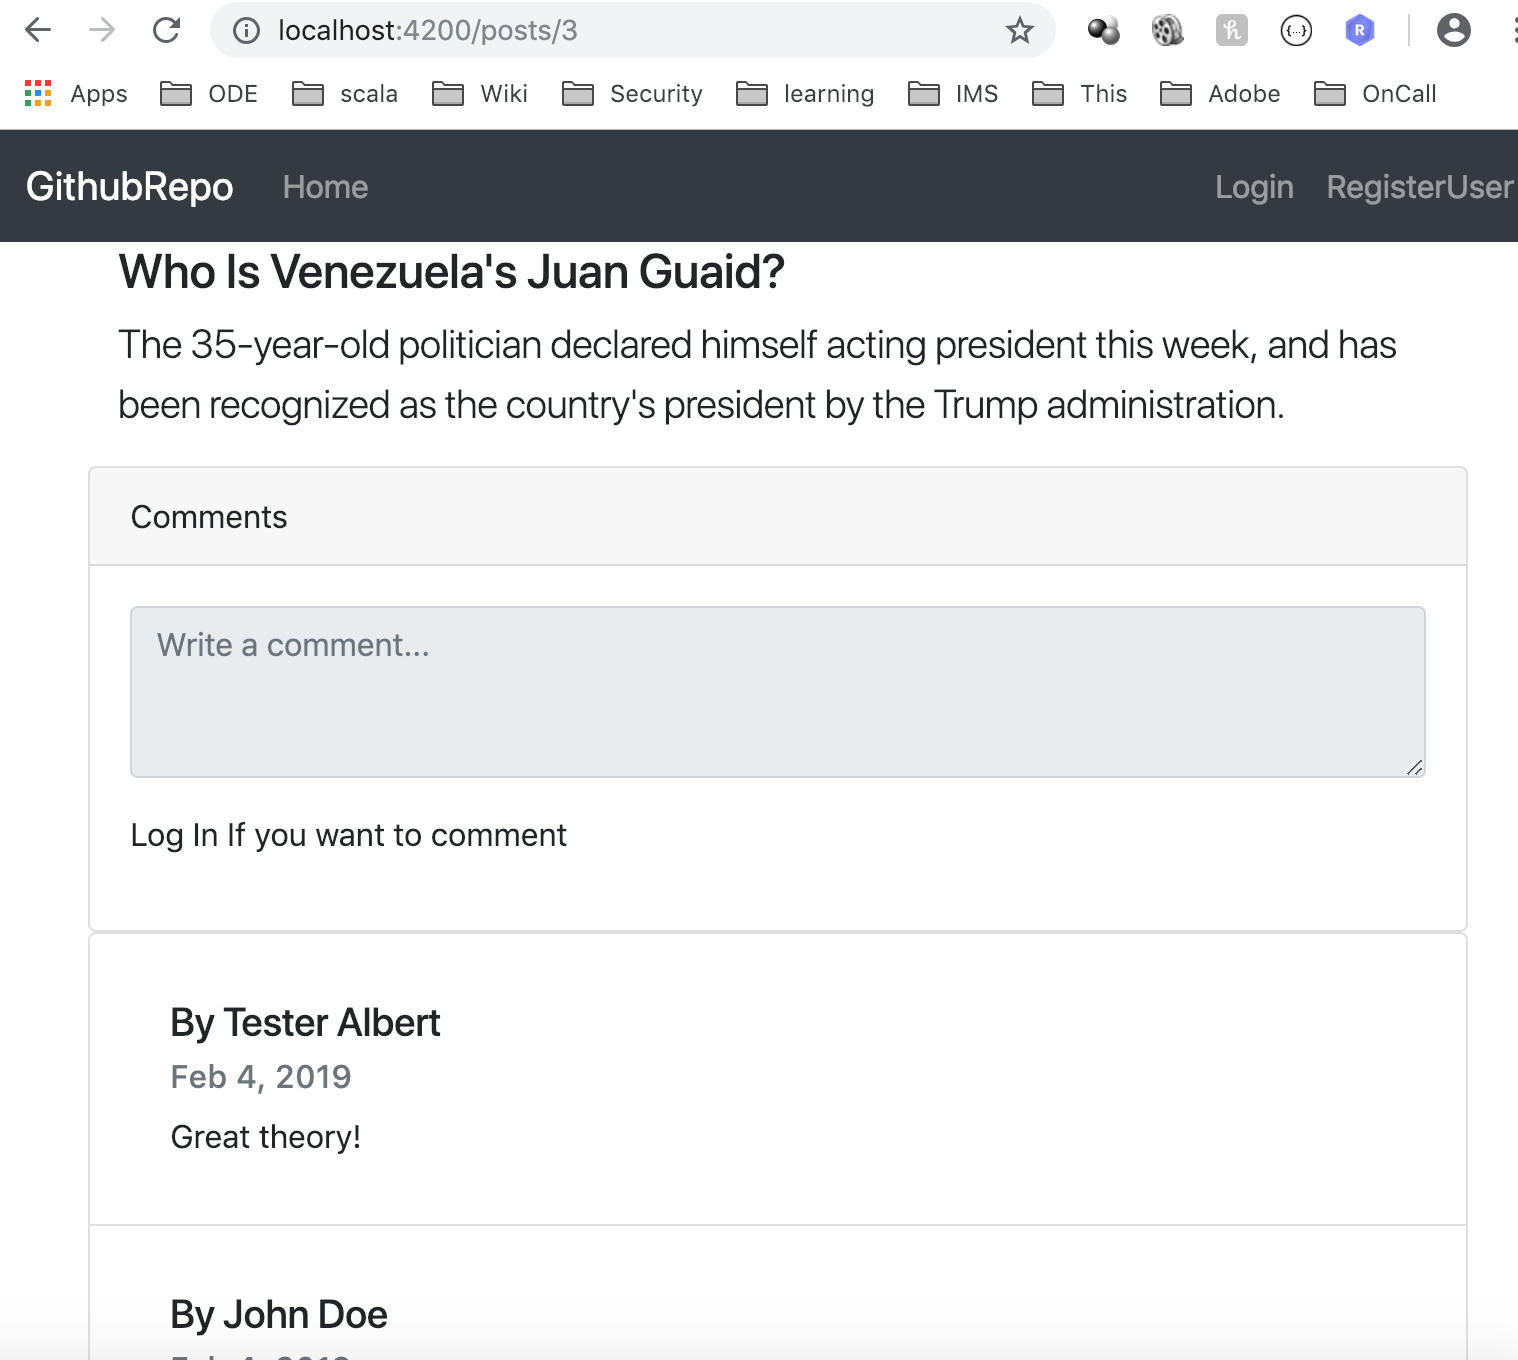 localhost:4200/posts/3
Apps ODE scala Wiki Security learning IMS This Adobe OnCall
GithubRepo Home Login RegisterUser
Who Is Venezuela's Juan Guaid?
The 35-year-old politician declared himself acting president this week, and has
been recognized as the country's president by the Trump administration.
Comments
Write a comment...
Log In If you want to comment
By Tester Albert
Feb 4, 2019
Great theory!
By John Doe
Feb 4, 2019